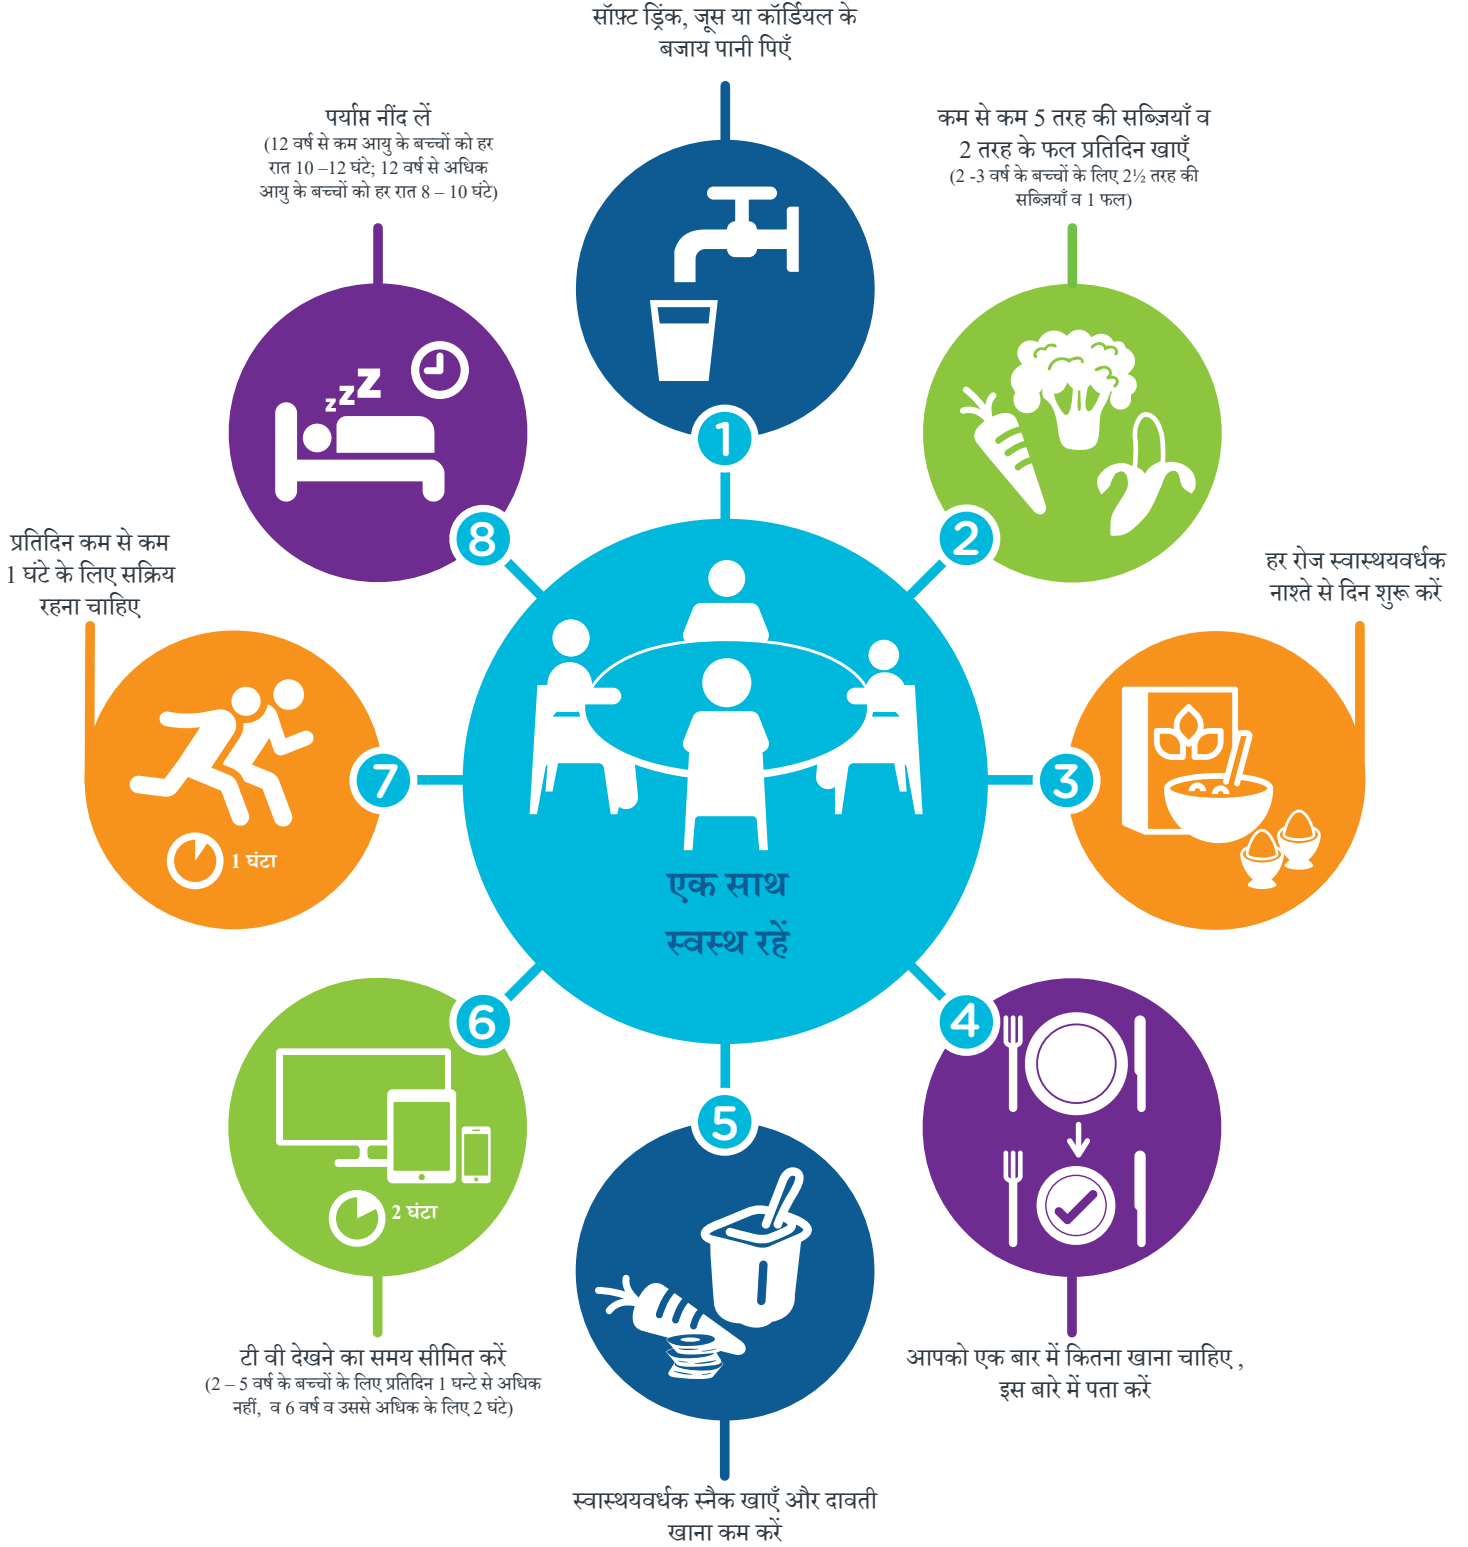 सॉफ़्ट ड्रिंक, जूस या कॉर्डियल के
बजाय पानी पिएँ
1
कम से कम 5 तरह की सब्ज़ियाँ व
2 तरह के फल प्रतिदिन खाएँ
(2 -3 वर्ष के बच्चों के लिए 2½ तरह की
सब्ज़ियाँ व 1 फल)
2
हर रोज स्वास्थयवर्धक
नाश्ते से दिन शुरू करें
3
4
आपको एक बार में कितना खाना चाहिए ,
इस बारे में पता करें
5
स्वास्थयवर्धक स्नैक खाएँ और दावती
खाना कम करें
6
2 घंटा
टी वी देखने का समय सीमित करें
(2 – 5 वर्ष के बच्चों के लिए प्रतिदिन 1 घन्टे से अधिक
नहीं, व 6 वर्ष व उससे अधिक के लिए 2 घंटे)
प्रतिदिन कम से कम
1 घंटे के लिए सक्रिय
रहना चाहिए
7
1 घंटा
पर्याप्त नींद लें
(12 वर्ष से कम आयु के बच्चों को हर
रात 10 –12 घंटे; 12 वर्ष से अधिक
आयु के बच्चों को हर रात 8 – 10 घंटे)
zzz
8
एक साथ
स्वस्थ रहें